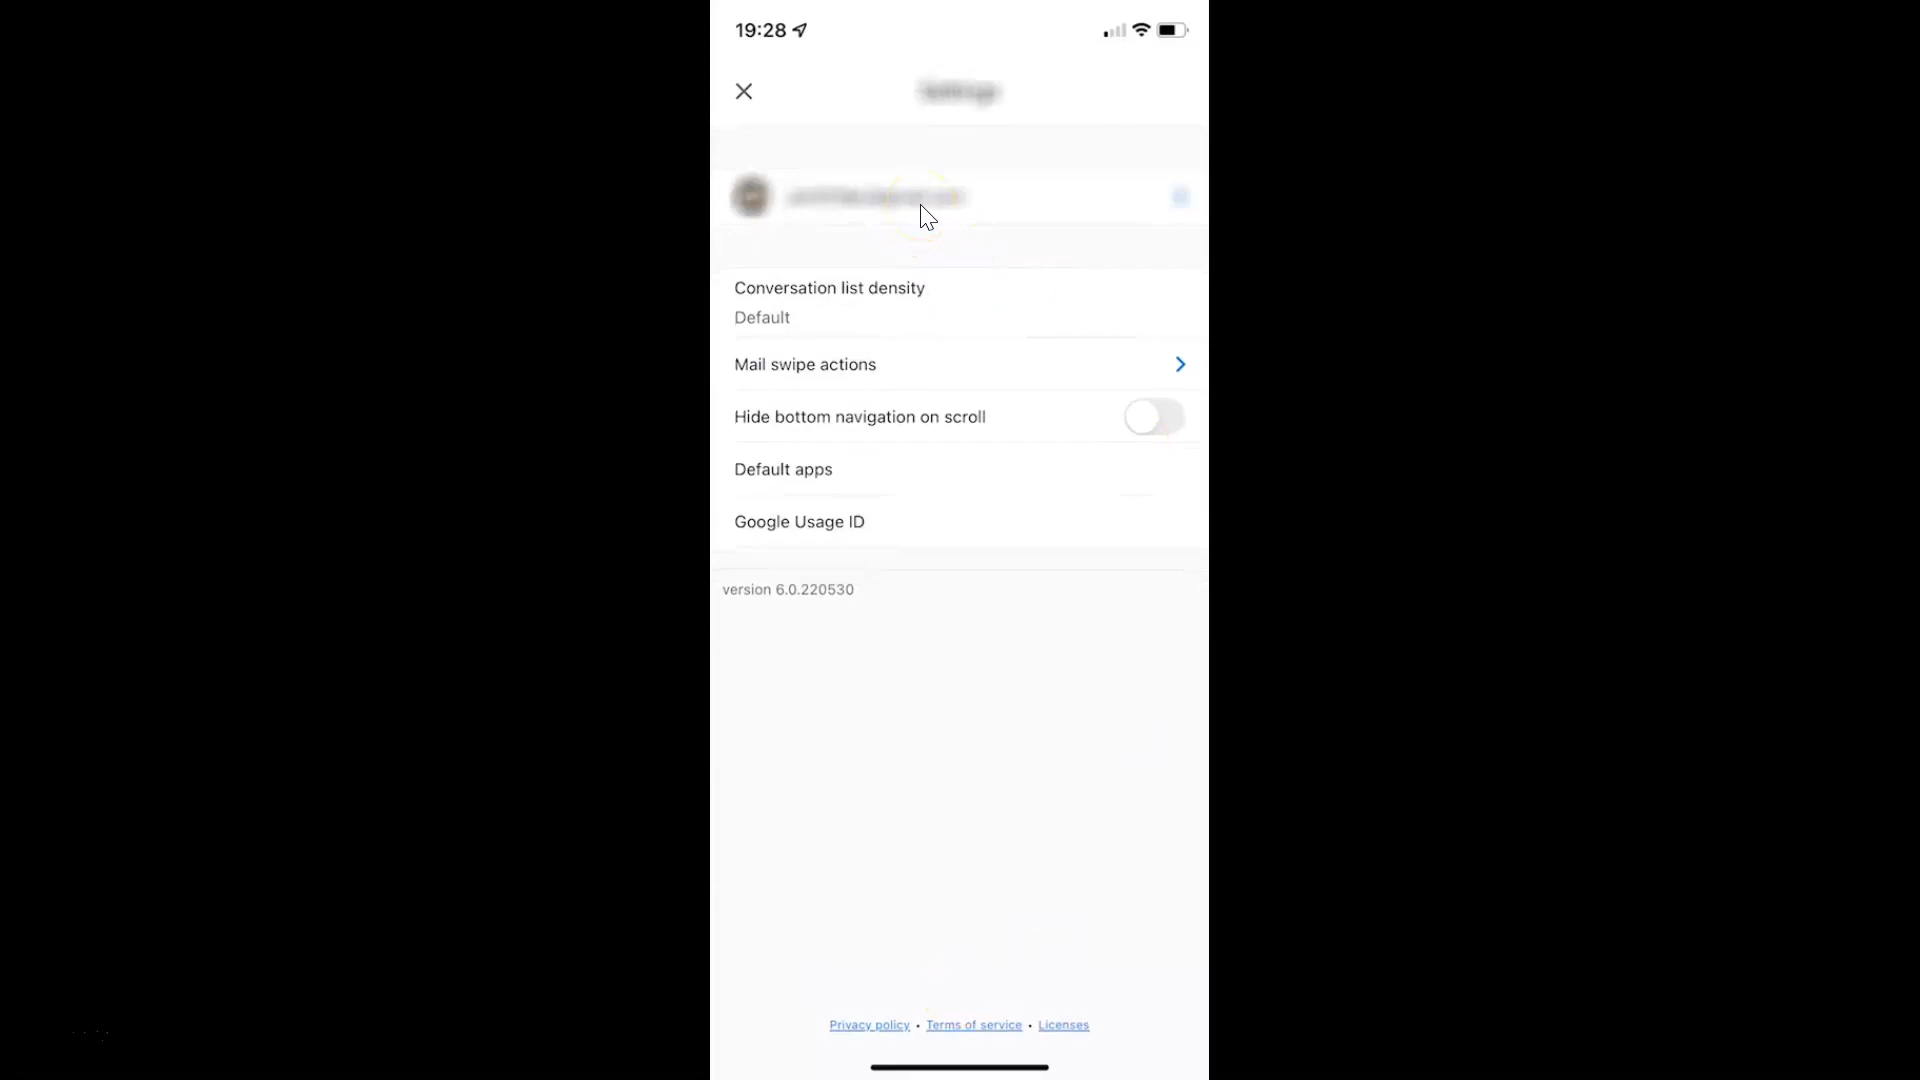 19:28
Conversation list density
Default
Mail swipe actions
Hide bottom navigation on scroll
Default apps
Google Usage ID
version 6.0.220530
Privacy policy • Terms of service • Licenses